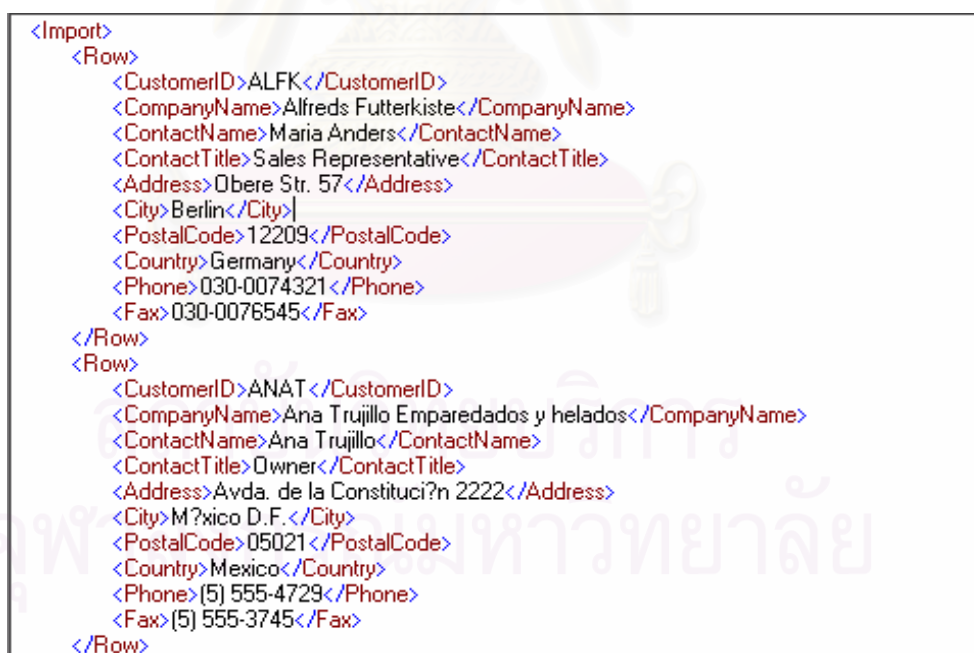 <Import>
<Row>
<CustomerID>ALFK</CustomerID>
<CompanyName>Alfreds Futterkiste</CompanyName>
<ContactName>Maria Anders</ContactName>
<ContactTitle>Sales Representative</ContactTitle>
<Address>Obere Str. 57</Address>
<City>Berlin</City>
<PostalCode>12209</PostalCode>
<Country>Germany</Country>
<Phone>030-0074321</Phone>
<Fax>030-0076545</Fax>
</Row>
<Row>
<CustomerID>ANAT</CustomerID>
<CompanyName>Ana Trujillo Emparedados y helados</CompanyName>
<ContactName>Ana Trujillo</ContactName>
<ContactTitle>Owner</ContactTitle>
<Address>Avda. de la Constituci?n 2222</Address>
<City>M?xico D.F.</City>
<PostalCode>05021</PostalCode>
<Country>Mexico</Country>
<Phone>(5) 555-4729</Phone>
<Fax>(5) 555-3745</Fax>
</Row>